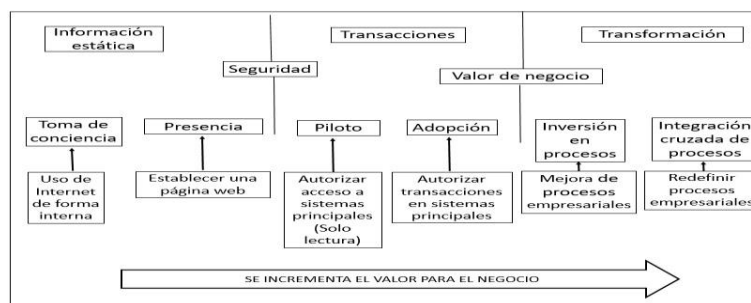 Información
estática
Transacciones
Transformación
Seguridad
Valor de negocio
Toma de
conciencia
Presencia
Piloto
Adopción
Inversión
en
procesos
Integración
cruzada de
procesos
Uso de
Internet
de forma
interna
Establecer una
página web
Autorizar
acceso a
sistemas
principales
(Solo
lectura)
Autorizar
transacciones
en sistemas
principales
Mejora de
procesos
empresariales
Redefinir
procesos
empresariales
SE INCREMENTA EL VALOR PARA EL NEGOCIO